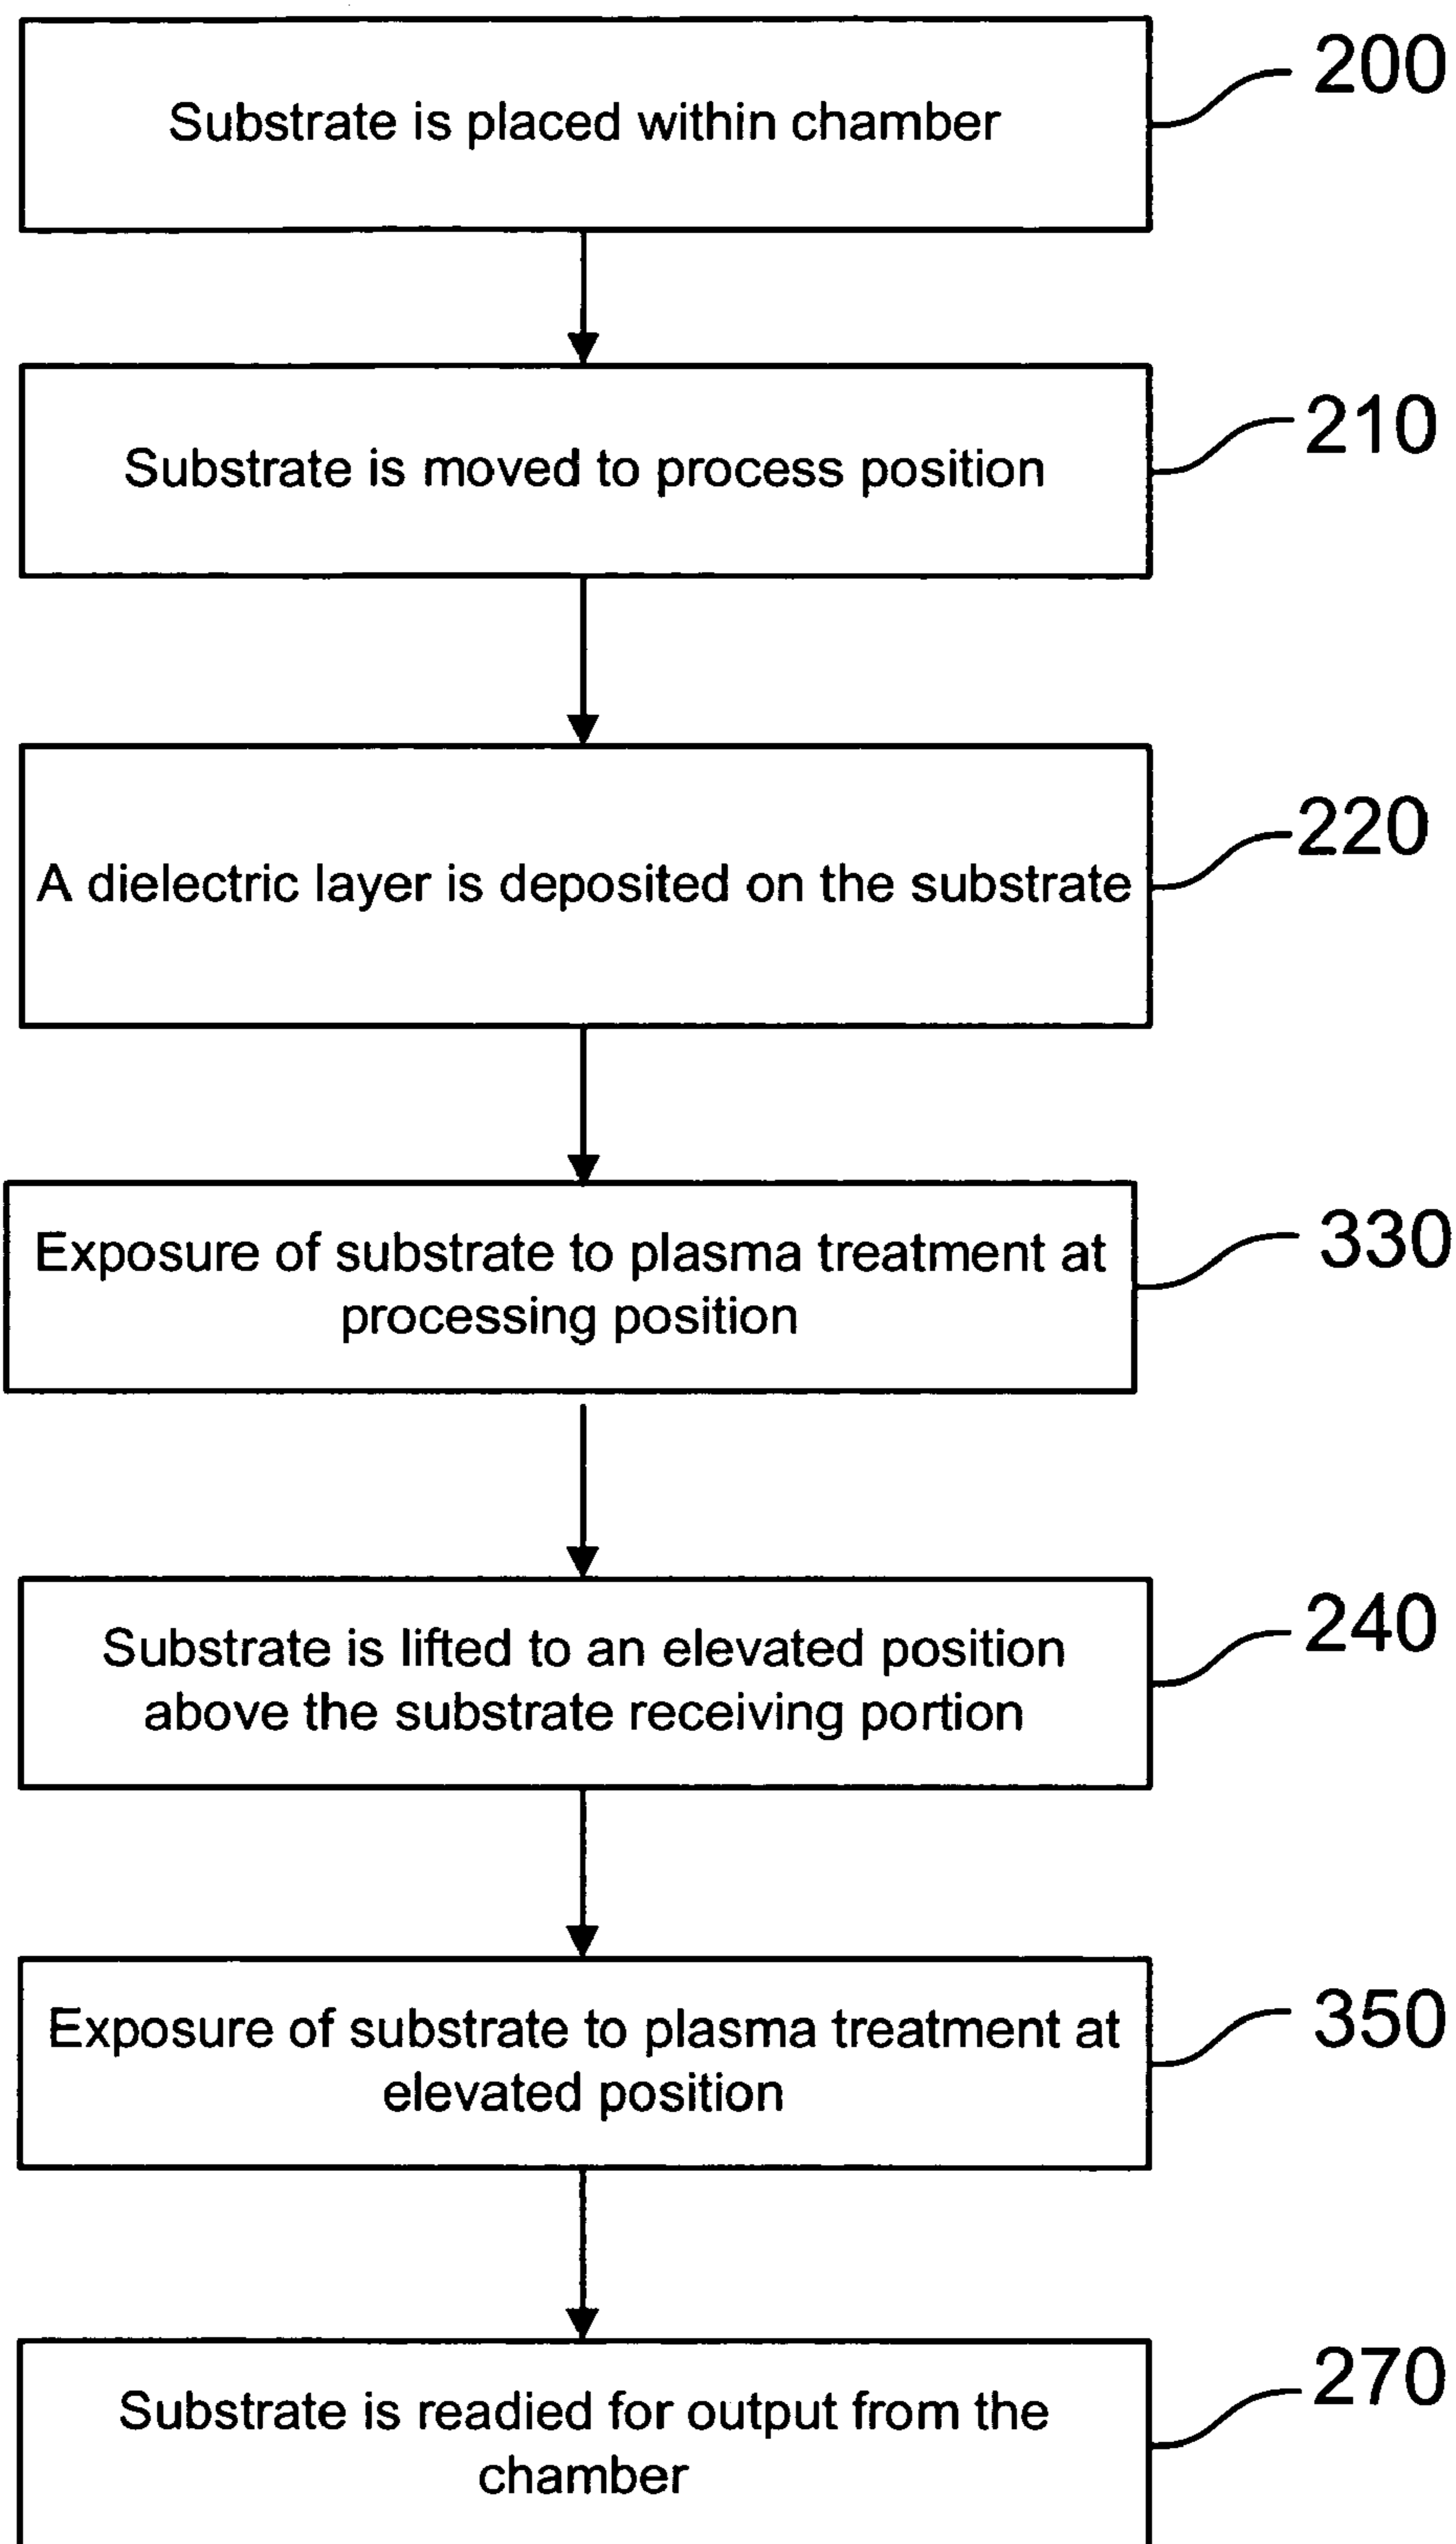 200
Substrate is placed within chamber
210
Substrate is moved to process position
220
A dielectric layer is deposited on the substrate
330
Exposure of substrate to plasma treatment at
processing position
240
Substrate is lifted to an elevated position
above the substrate receiving portion
350
Exposure of substrate to plasma treatment at
elevated position
270
Substrate is readied for output from the
chamber